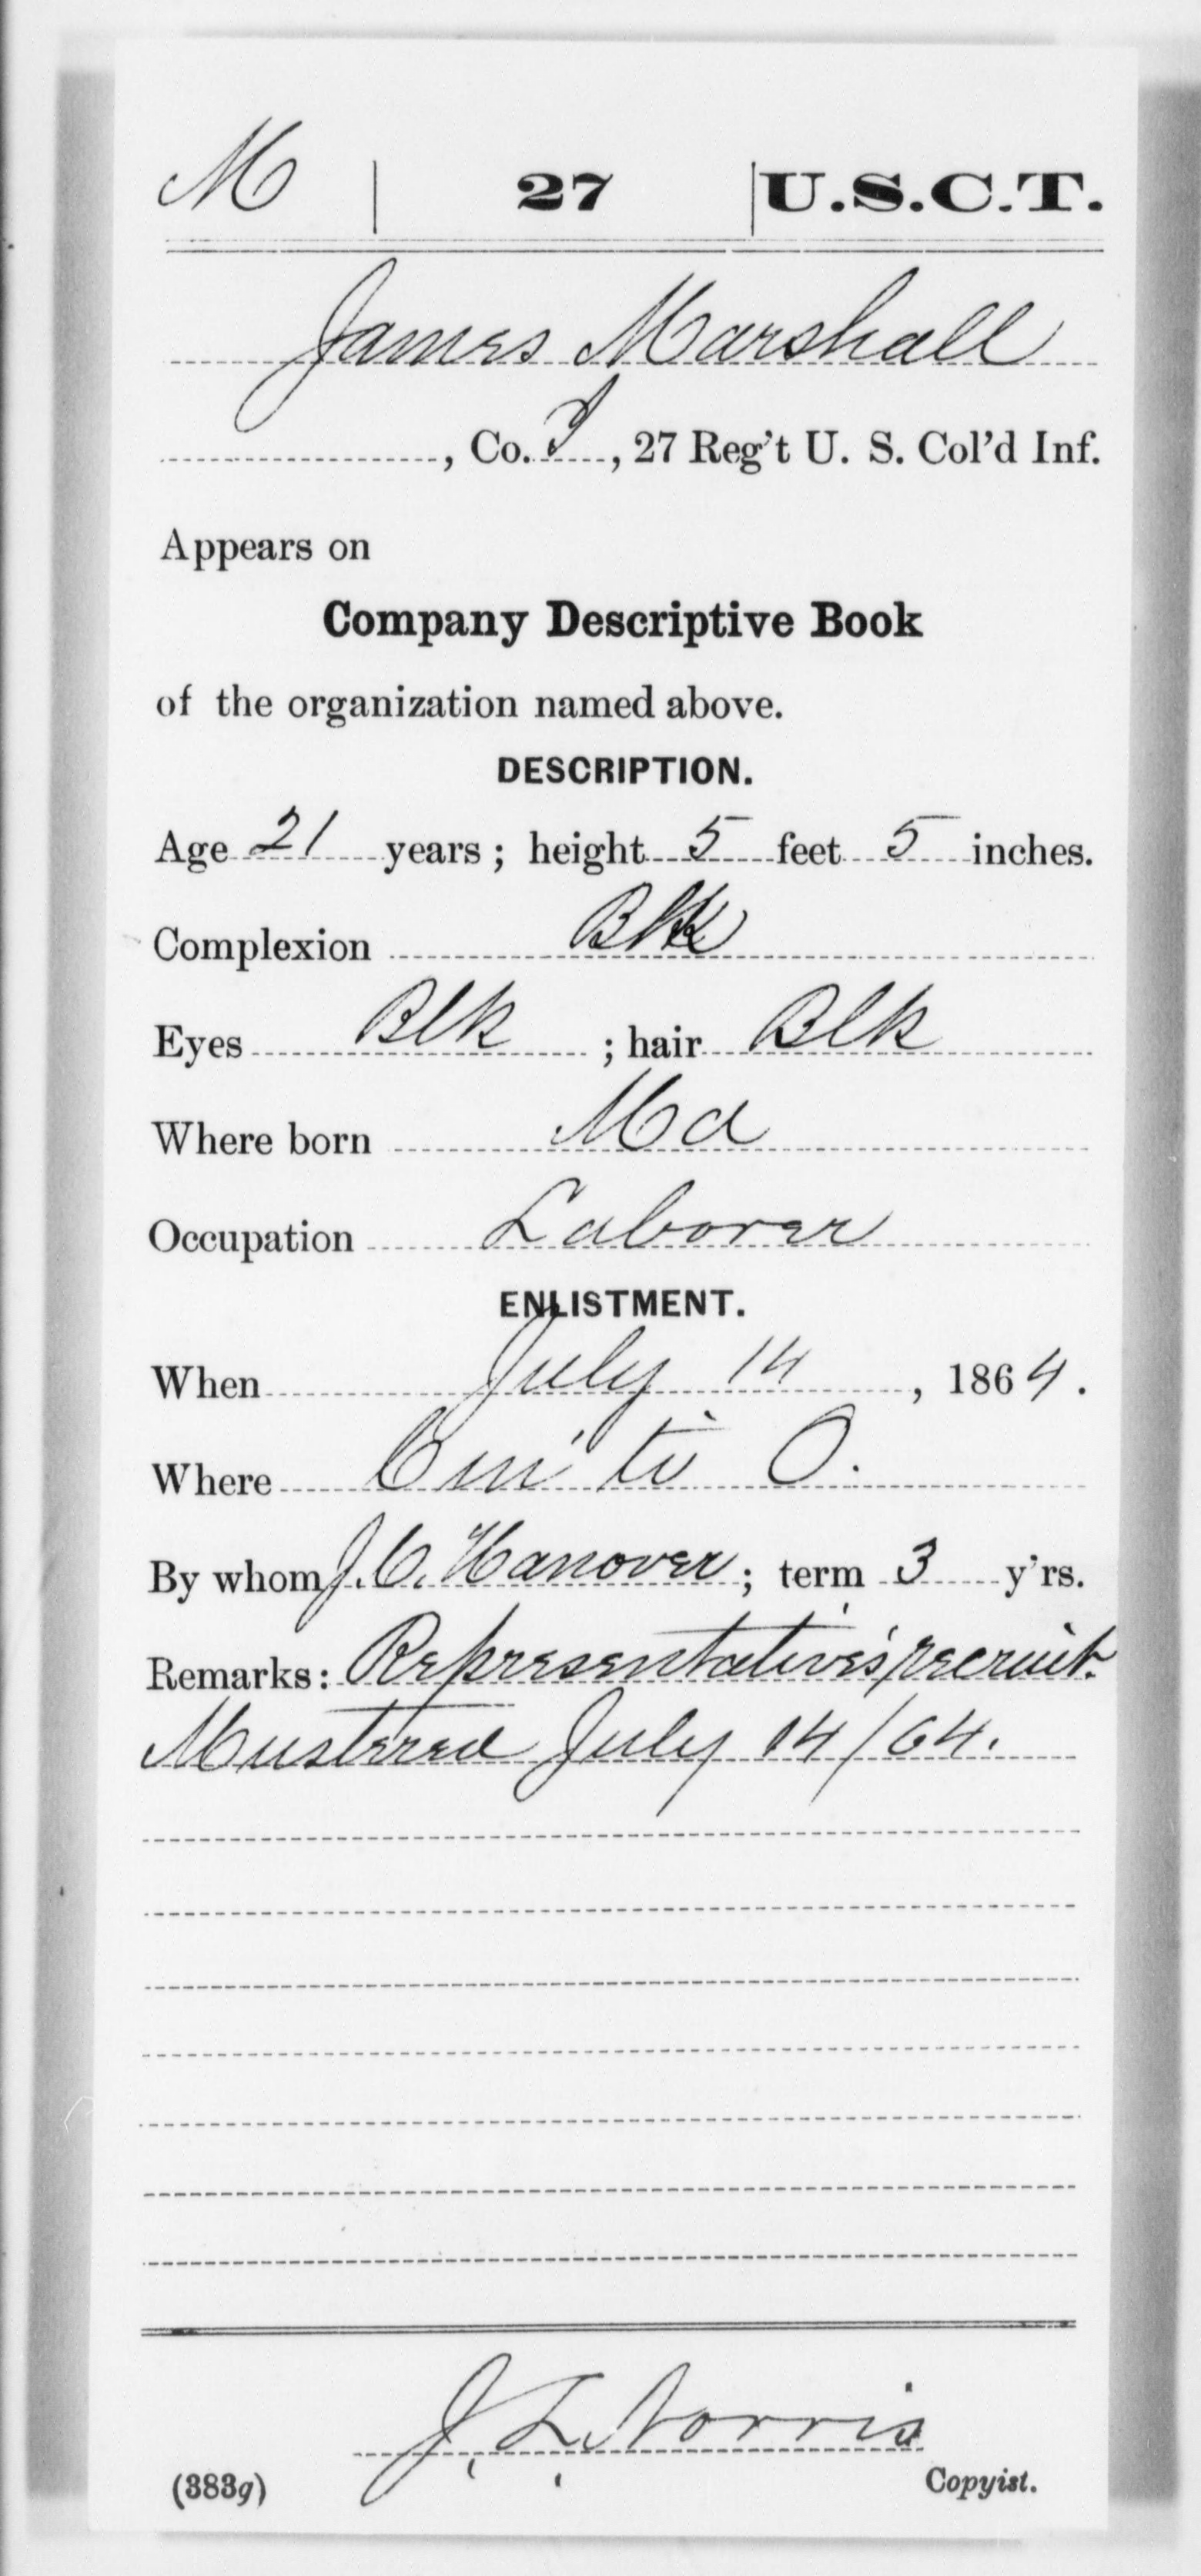 M 27 U.S.C.T.
James Marshall
, Co. I, 27 Reg't U. S. Col'd Inf.
Appears on
Company Descriptive Book
of the organization named above.
DESCRIPTION.
Age 21 years; height 5 feet 5 inches.
Complexion Blk
Eyes Blk; hair Blk
Where born Md
Occupation Laborer
ENLISTMENT.
When July 14, 1864.
Where Cin'ti O.
By whom J.C. Hanover; term 3 y'rs.
Remarks: Representative's recruit.
Mustered July 14/64.
J. L. Norris
(383g) Copyist.